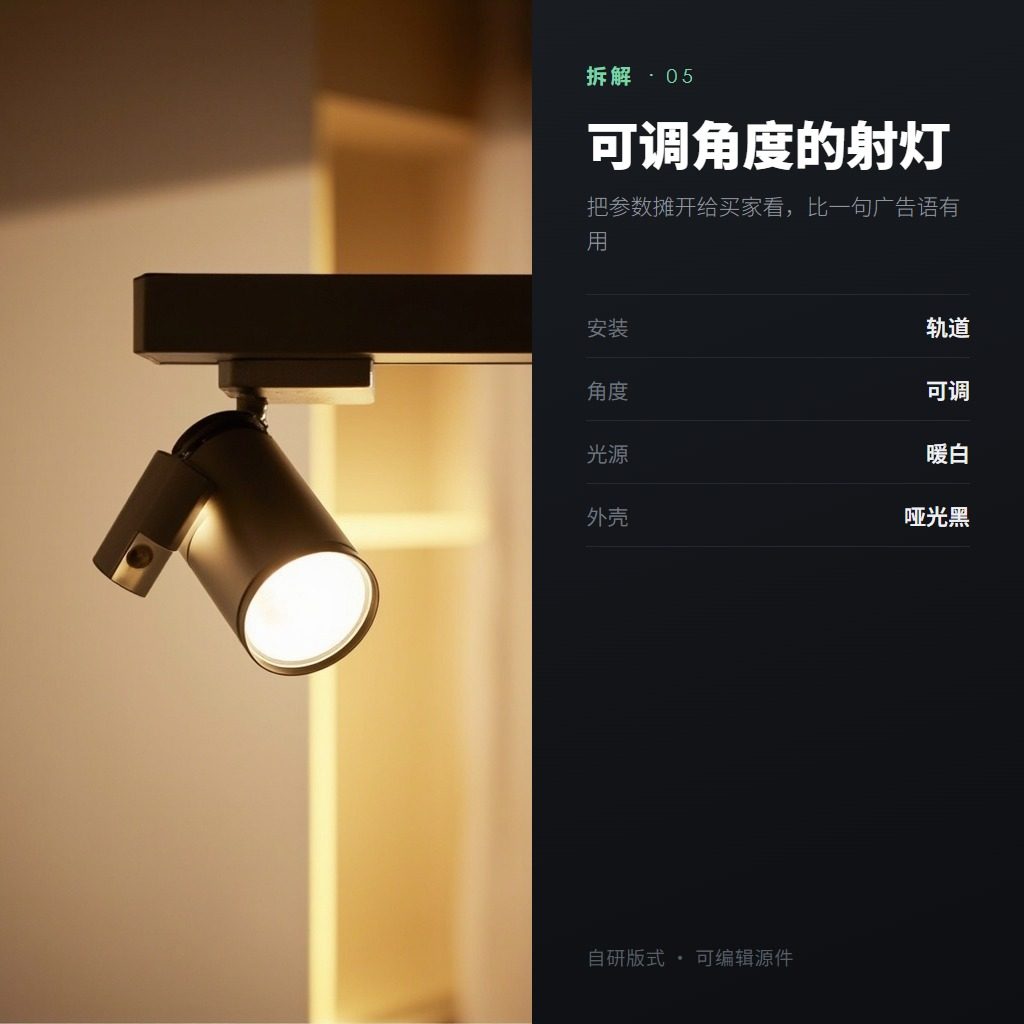 拆解 · 05
可调角度的射灯
把参数摊开给买家看，比一句广告语有
用
安装 轨道
角度 可调
光源 暖白
外壳 哑光黑
自研版式 · 可编辑源件